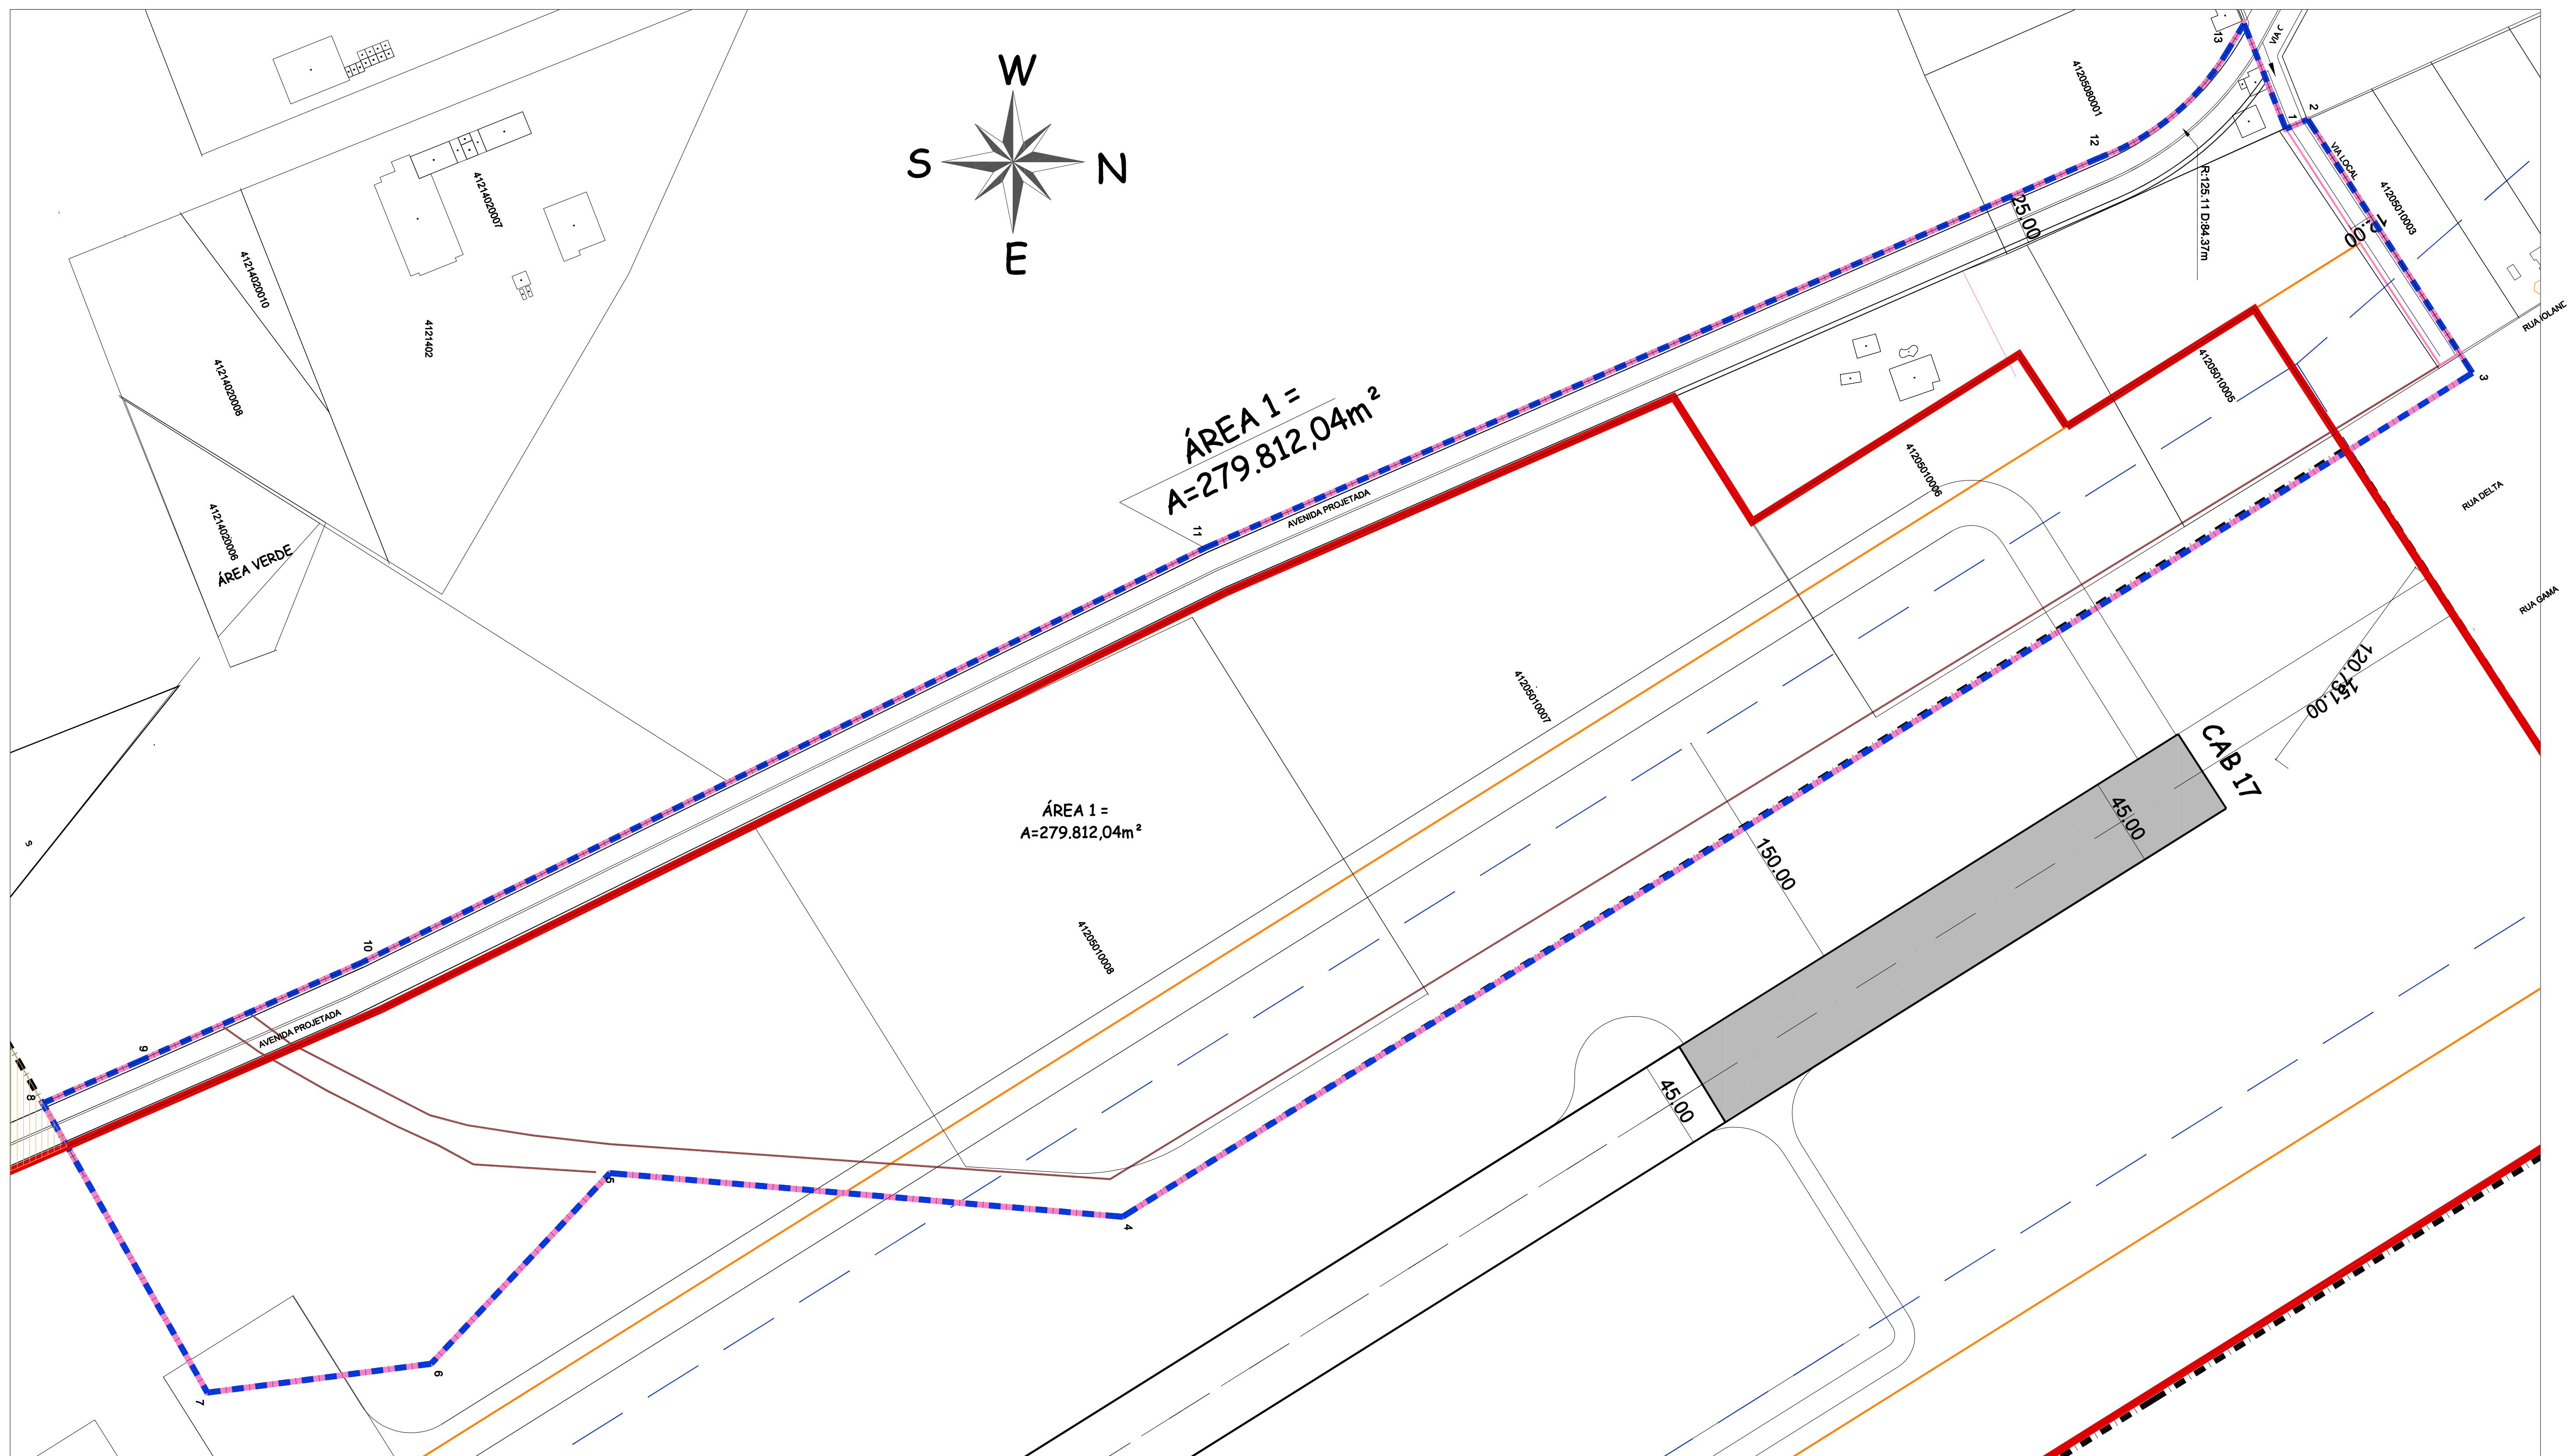 W
S
N
E
13
VIA C
41205080001
12
1
2
VIA LOCAL
41205010003
12.00
25.00
R:125.11 D:84.37m
RUA IOLAND
3
41214020007
41214020010
4121402
41214020008
41214020006
ÁREA VERDE
ÁREA 1 =
A=279.812,04m²
11
AVENIDA PROJETADA
41205010005
41205010006
RUA DELTA
RUA GAMA
41205010007
151.00
CAB 17
45.00
150.00
ÁREA 1 =
A=279.812,04m²
S
41205010008
10
AVENIDA PROJETADA
9
8
45.00
5
4
6
7